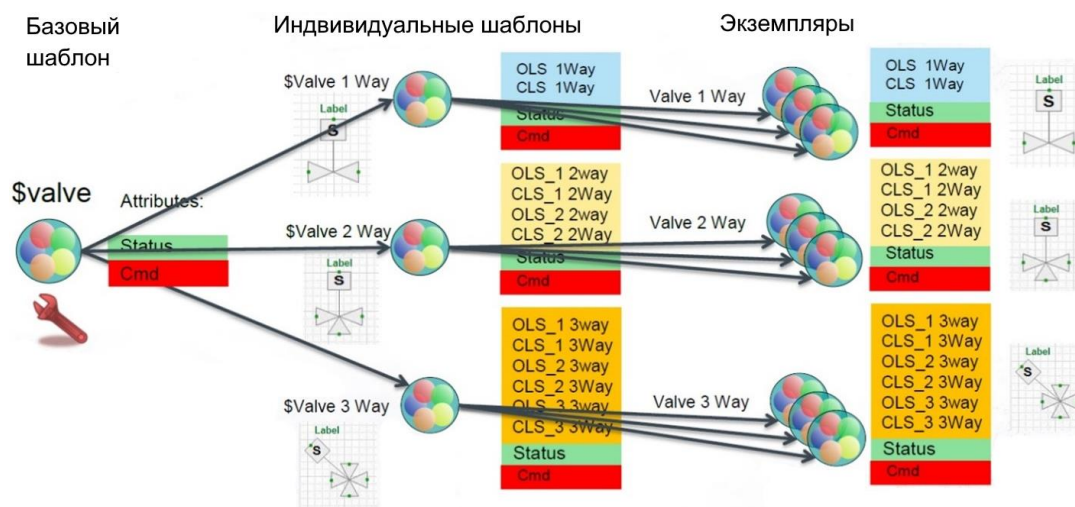 Базовый
шаблон
Индвивидуальные шаблоны
Экземпляры
$valve
Attributes:
Status
Cmd
$Valve 1 Way
Label
S
OLS 1Way
CLS 1Way
Status
Cmd
Valve 1 Way
OLS 1Way
CLS 1Way
Status
Cmd
Label
S
$Valve 2 Way
Label
S
OLS_1 2way
CLS_1 2Way
OLS_2 2way
CLS_2 2Way
Status
Cmd
Valve 2 Way
OLS_1 2way
CLS_1 2Way
OLS_2 2way
CLS_2 2Way
Status
Cmd
Label
S
$Valve 3 Way
Label
S
OLS_1 3way
CLS_1 3Way
OLS_2 3way
CLS_2 3Way
OLS_3 3way
CLS_3 3Way
Status
Cmd
Valve 3 Way
OLS_1 3way
CLS_1 3Way
OLS_2 3way
CLS_2 3Way
OLS_3 3way
CLS_3 3Way
Status
Cmd
Label
S